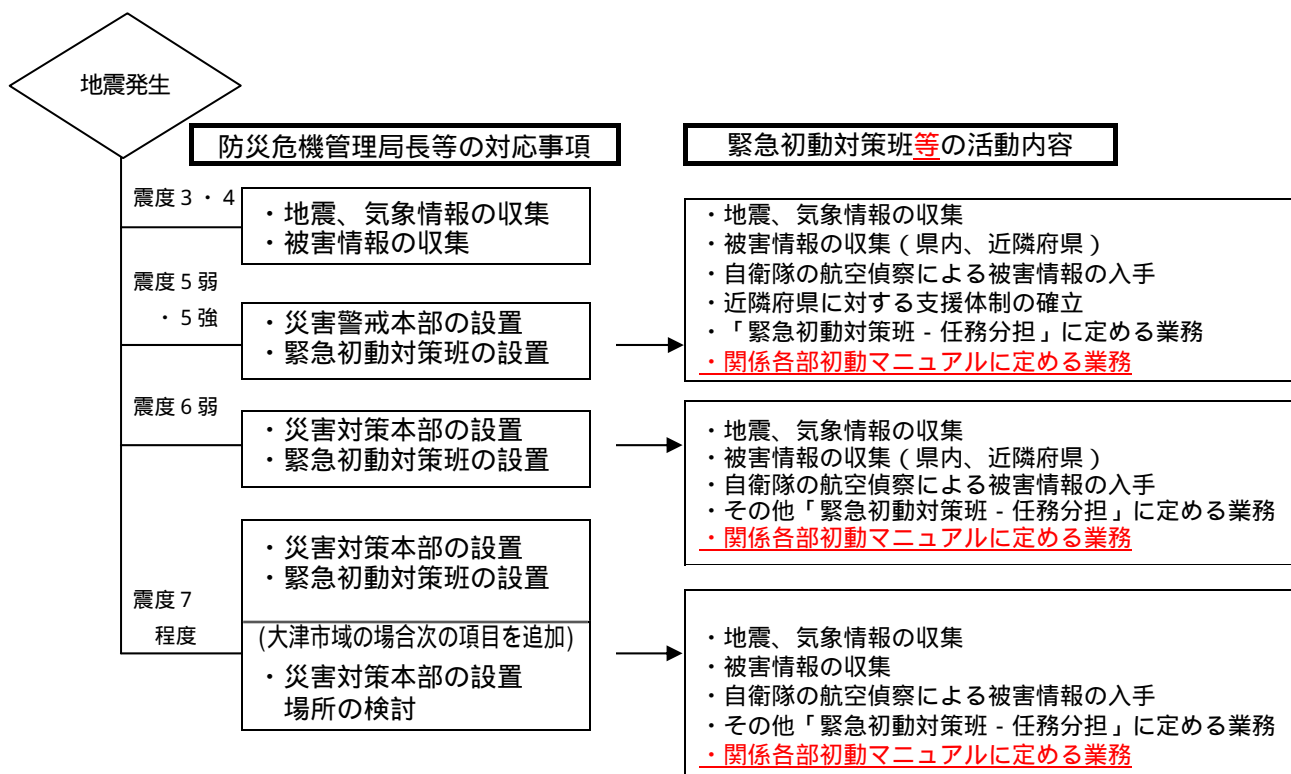 地震発生
防災危機管理局長等の対応事項
緊急初動対策班等の活動内容
震度３・４
・地震、気象情報の収集
・被害情報の収集
・地震、気象情報の収集
・被害情報の収集（県内、近隣府県）
・自衛隊の航空偵察による被害情報の入手
・近隣府県に対する支援体制の確立
・「緊急初動対策班－任務分担」に定める業務
・関係各部初動マニュアルに定める業務
震度５弱
・５強
・災害警戒本部の設置
・緊急初動対策班の設置
震度６弱
・災害対策本部の設置
・緊急初動対策班の設置
・地震、気象情報の収集
・被害情報の収集（県内、近隣府県）
・自衛隊の航空偵察による被害情報の入手
・その他「緊急初動対策班－任務分担」に定める業務
・関係各部初動マニュアルに定める業務
震度７
程度
・災害対策本部の設置
・緊急初動対策班の設置
(大津市域の場合次の項目を追加)
・災害対策本部の設置
場所の検討
・地震、気象情報の収集
・被害情報の収集
・自衛隊の航空偵察による被害情報の入手
・その他「緊急初動対策班－任務分担」に定める業務
・関係各部初動マニュアルに定める業務